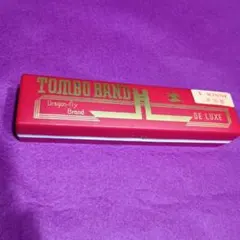 TOMBO BAND
Dragon-fly
Brand
DE LUXE